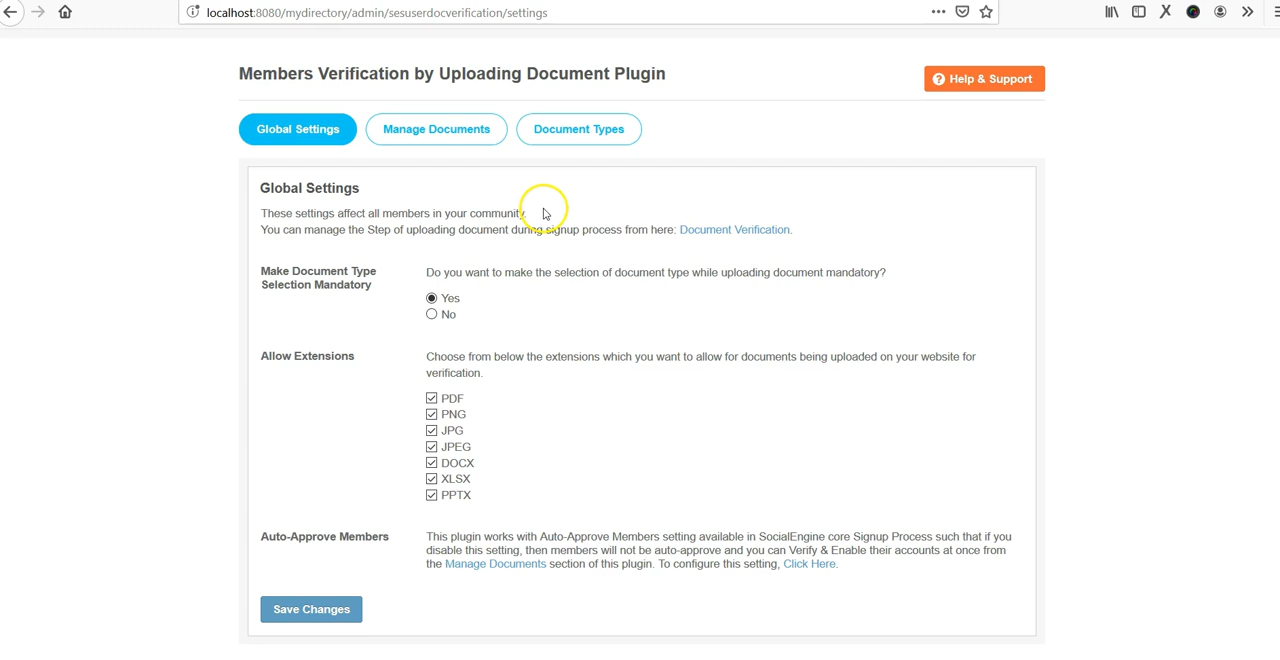 localhost:8080/mydirectory/admin/sesuserdocverification/settings
Members Verification by Uploading Document Plugin
Help & Support
Global Settings
Manage Documents
Document Types
Global Settings
These settings affect all members in your community.
You can manage the Step of uploading document during signup process from here: Document Verification.
Make Document Type
Selection Mandatory
Do you want to make the selection of document type while uploading document mandatory?
Yes
No
Allow Extensions
Choose from below the extensions which you want to allow for documents being uploaded on your website for
verification.
PDF
PNG
JPG
JPEG
DOCX
XLSX
PPTX
Auto-Approve Members
This plugin works with Auto-Approve Members setting available in SocialEngine core Signup Process such that if you
disable this setting, then members will not be auto-approve and you can Verify & Enable their accounts at once from
the Manage Documents section of this plugin. To configure this setting, Click Here.
Save Changes